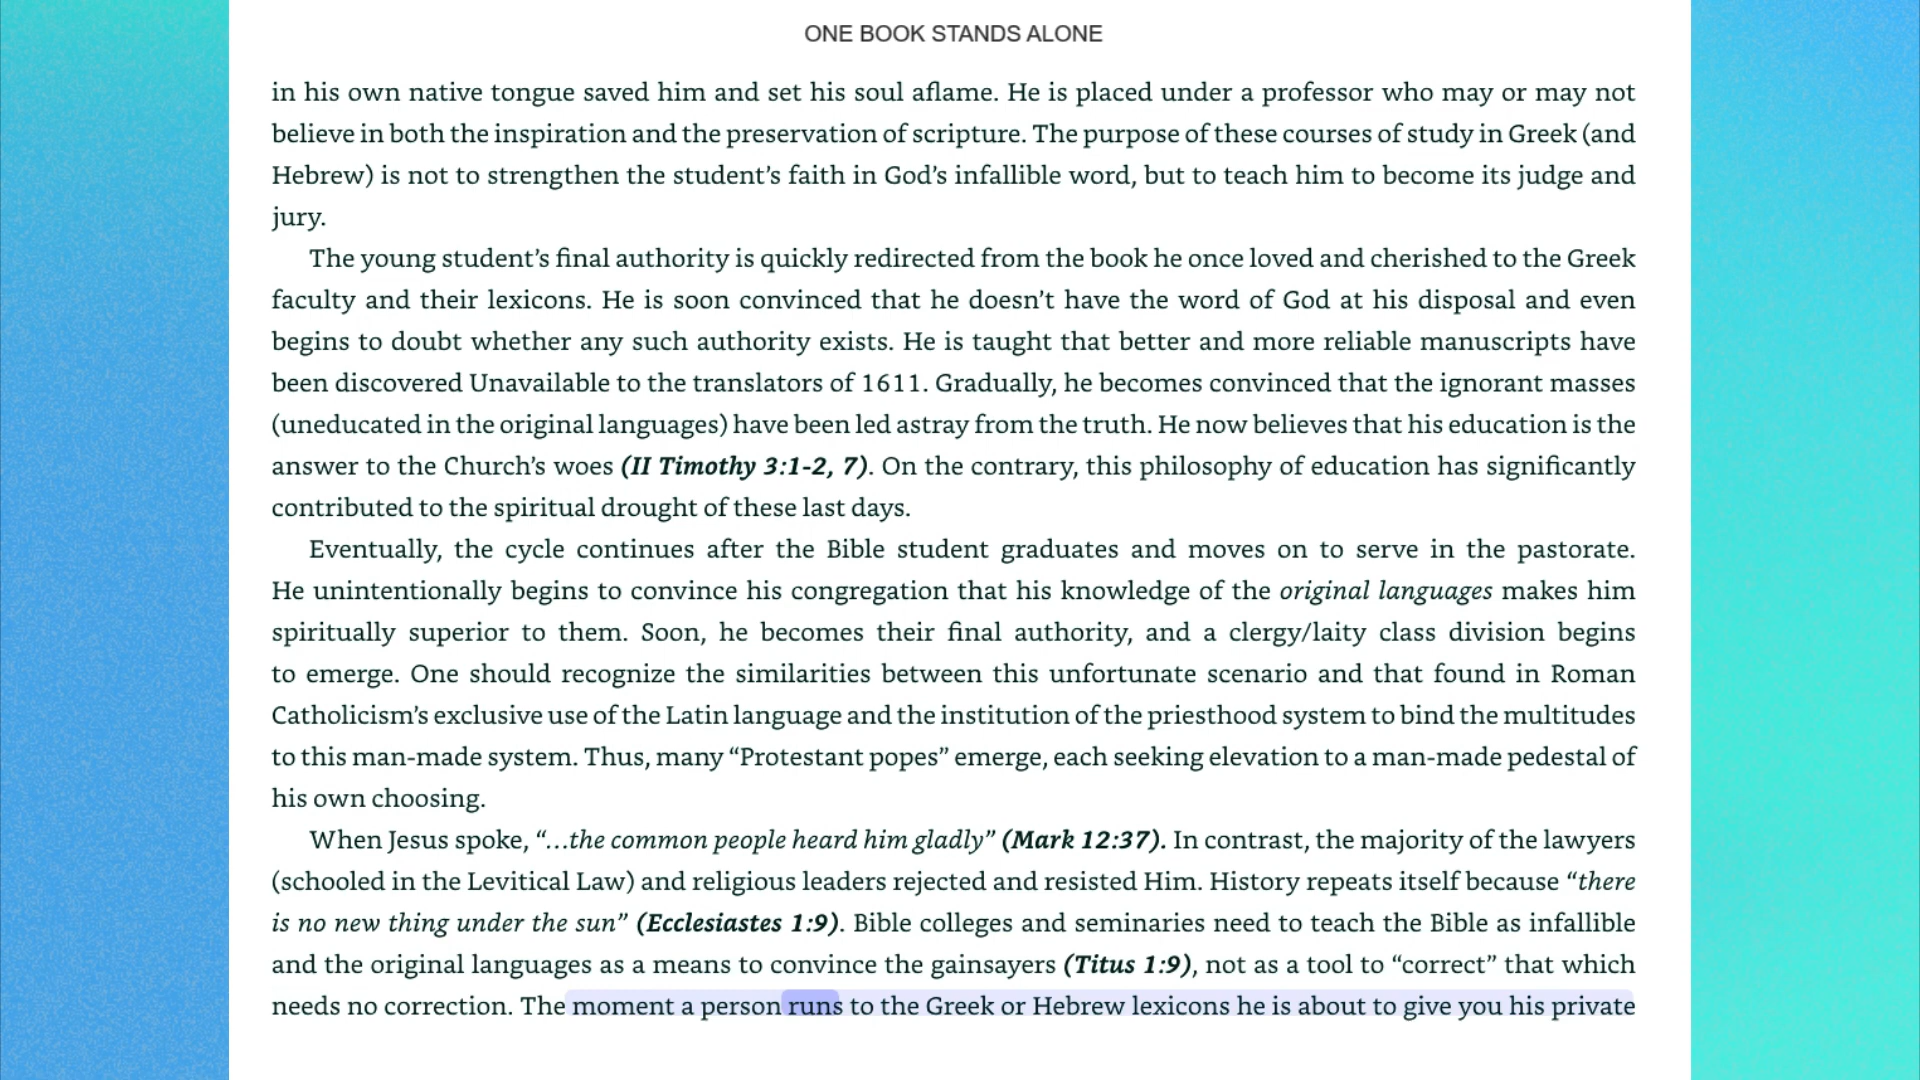 ONE BOOK STANDS ALONE
in his own native tongue saved him and set his soul aflame. He is placed under a professor who may or may not
believe in both the inspiration and the preservation of scripture. The purpose of these courses of study in Greek (and
Hebrew) is not to strengthen the student’s faith in God’s infallible word, but to teach him to become its judge and
jury.
The young student’s final authority is quickly redirected from the book he once loved and cherished to the Greek
faculty and their lexicons. He is soon convinced that he doesn’t have the word of God at his disposal and even
begins to doubt whether any such authority exists. He is taught that better and more reliable manuscripts have
been discovered Unavailable to the translators of 1611. Gradually, he becomes convinced that the ignorant masses
(uneducated in the original languages) have been led astray from the truth. He now believes that his education is the
answer to the Church’s woes (II Timothy 3:1-2, 7). On the contrary, this philosophy of education has significantly
contributed to the spiritual drought of these last days.
Eventually, the cycle continues after the Bible student graduates and moves on to serve in the pastorate.
He unintentionally begins to convince his congregation that his knowledge of the original languages makes him
spiritually superior to them. Soon, he becomes their final authority, and a clergy/laity class division begins
to emerge. One should recognize the similarities between this unfortunate scenario and that found in Roman
Catholicism’s exclusive use of the Latin language and the institution of the priesthood system to bind the multitudes
to this man-made system. Thus, many “Protestant popes” emerge, each seeking elevation to a man-made pedestal of
his own choosing.
When Jesus spoke, “…the common people heard him gladly” (Mark 12:37). In contrast, the majority of the lawyers
(schooled in the Levitical Law) and religious leaders rejected and resisted Him. History repeats itself because “there
is no new thing under the sun” (Ecclesiastes 1:9). Bible colleges and seminaries need to teach the Bible as infallible
and the original languages as a means to convince the gainsayers (Titus 1:9), not as a tool to “correct” that which
needs no correction. The moment a person runs to the Greek or Hebrew lexicons he is about to give you his private